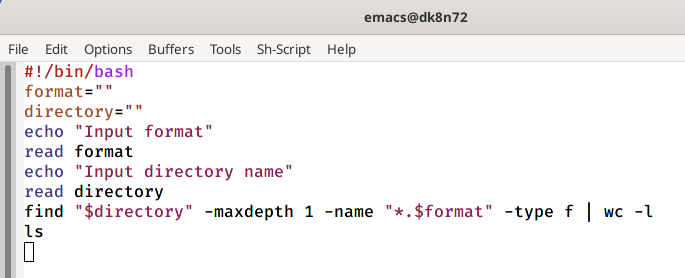 emacs@dk8n72
File Edit Options Buffers Tools Sh-Script Help
#!/bin/bash
format=""
directory=""
echo "Input format"
read format
echo "Input directory name"
read directory
find "$directory" -maxdepth 1 -name "*.$format" -type f | wc -l
ls